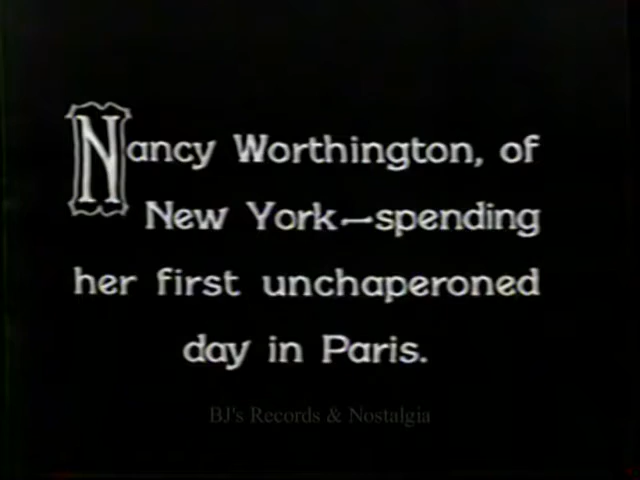 Nancy Worthington, of
New York—spending
her first unchaperoned
day in Paris.
BJ's Records & Nostalgia